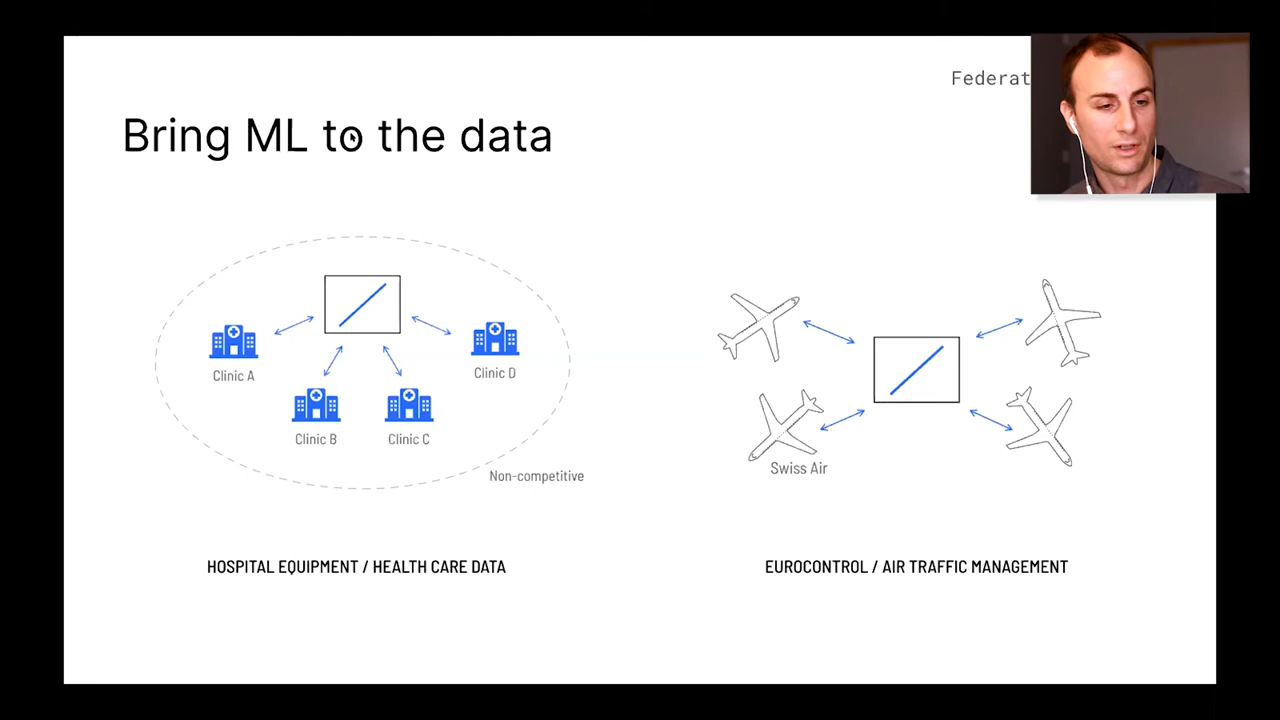 Federat
Bring ML to the data
Clinic A
Clinic D
Clinic B
Clinic C
Non-competitive
Swiss Air
HOSPITAL EQUIPMENT / HEALTH CARE DATA
EUROCONTROL / AIR TRAFFIC MANAGEMENT